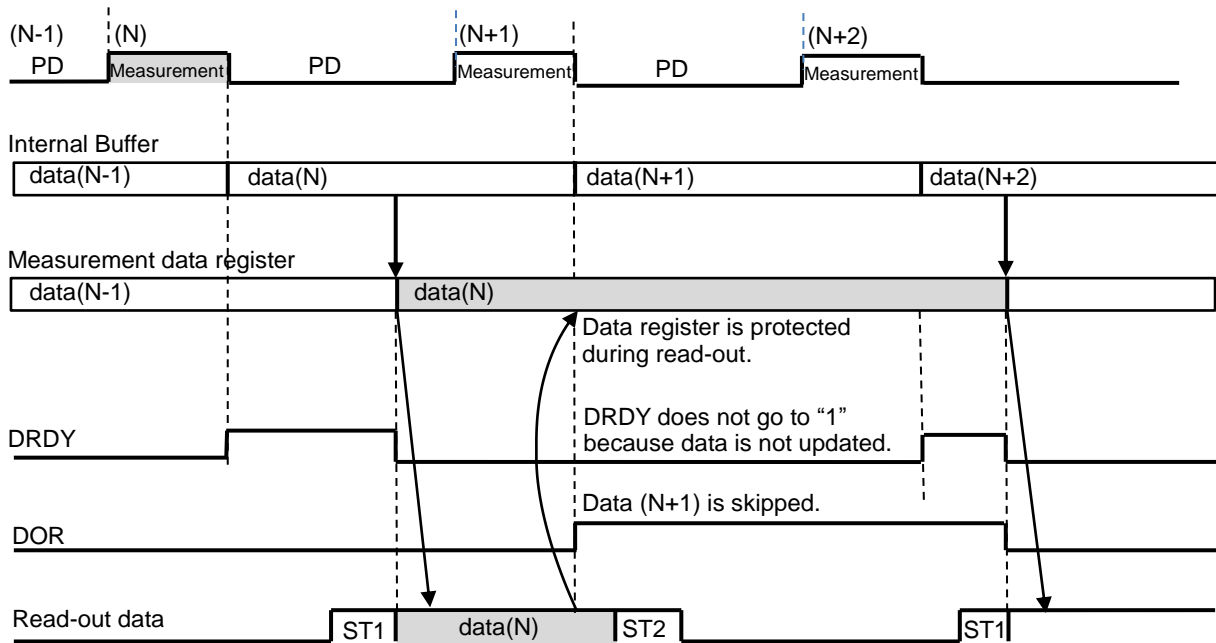 (N-1) (N) (N+1) (N+2)
PD Measurement PD Measurement PD Measurement
Internal Buffer
data(N-1) data(N) data(N+1) data(N+2)
Measurement data register
data(N-1) data(N)
Data register is protected
during read-out.
DRDY does not go to “1”
because data is not updated.
DRDY
Data (N+1) is skipped.
DOR
Read-out data ST1 data(N) ST2 ST1